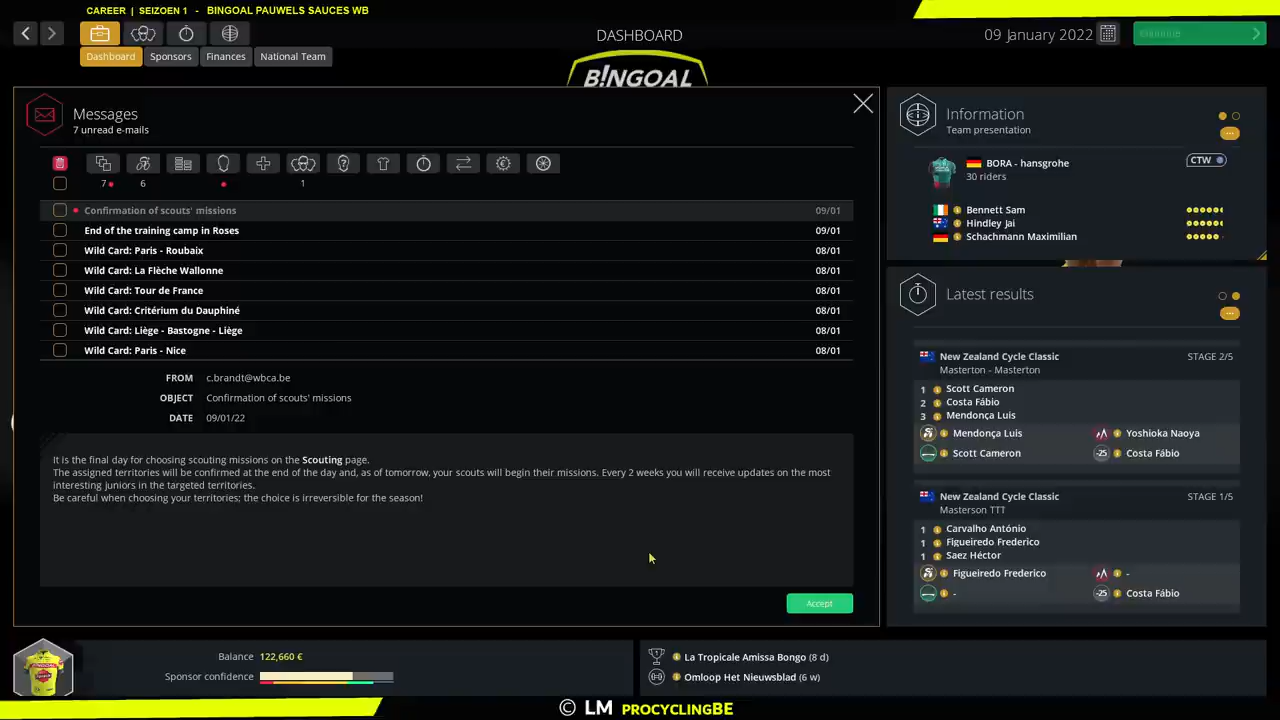 CAREER | SEIZOEN 1 - BINGOAL PAUWELS SAUCES WB
DASHBOARD
09 January 2022
Dashboard
Sponsors
Finances
National Team
B!NGOAL
Messages
7 unread e-mails
7
6
1
Confirmation of scouts' missions 09/01
End of the training camp in Roses 09/01
Wild Card: Paris - Roubaix 08/01
Wild Card: La Flèche Wallonne 08/01
Wild Card: Tour de France 08/01
Wild Card: Critérium du Dauphiné 08/01
Wild Card: Liège - Bastogne - Liège 08/01
Wild Card: Paris - Nice 08/01
FROM c.brandt@wbca.be
OBJECT Confirmation of scouts' missions
DATE 09/01/22
It is the final day for choosing scouting missions on the Scouting page.
The assigned territories will be confirmed at the end of the day and, as of tomorrow, your scouts will begin their missions. Every 2 weeks you will receive updates on the most
interesting juniors in the targeted territories.
Be careful when choosing your territories; the choice is irreversible for the season!
Accept
Information
Team presentation
BORA - hansgrohe
CTW
30 riders
Bennett Sam
Hindley Jai
Schachmann Maximilian
Latest results
New Zealand Cycle Classic STAGE 2/5
Masterton - Masterton
1 Scott Cameron
2 Costa Fábio
3 Mendonça Luis
Mendonça Luis Yoshioka Naoya
Scott Cameron -25 Costa Fábio
New Zealand Cycle Classic STAGE 1/5
Masterson TTT
1 Carvalho António
1 Figueiredo Frederico
1 Saez Héctor
Figueiredo Frederico -
- -25 Costa Fábio
BINGOAL
Balance 122,660 €
Sponsor confidence
La Tropicale Amissa Bongo (8 d)
Omloop Het Nieuwsblad (6 w)
© LM PROCYCLINGBE